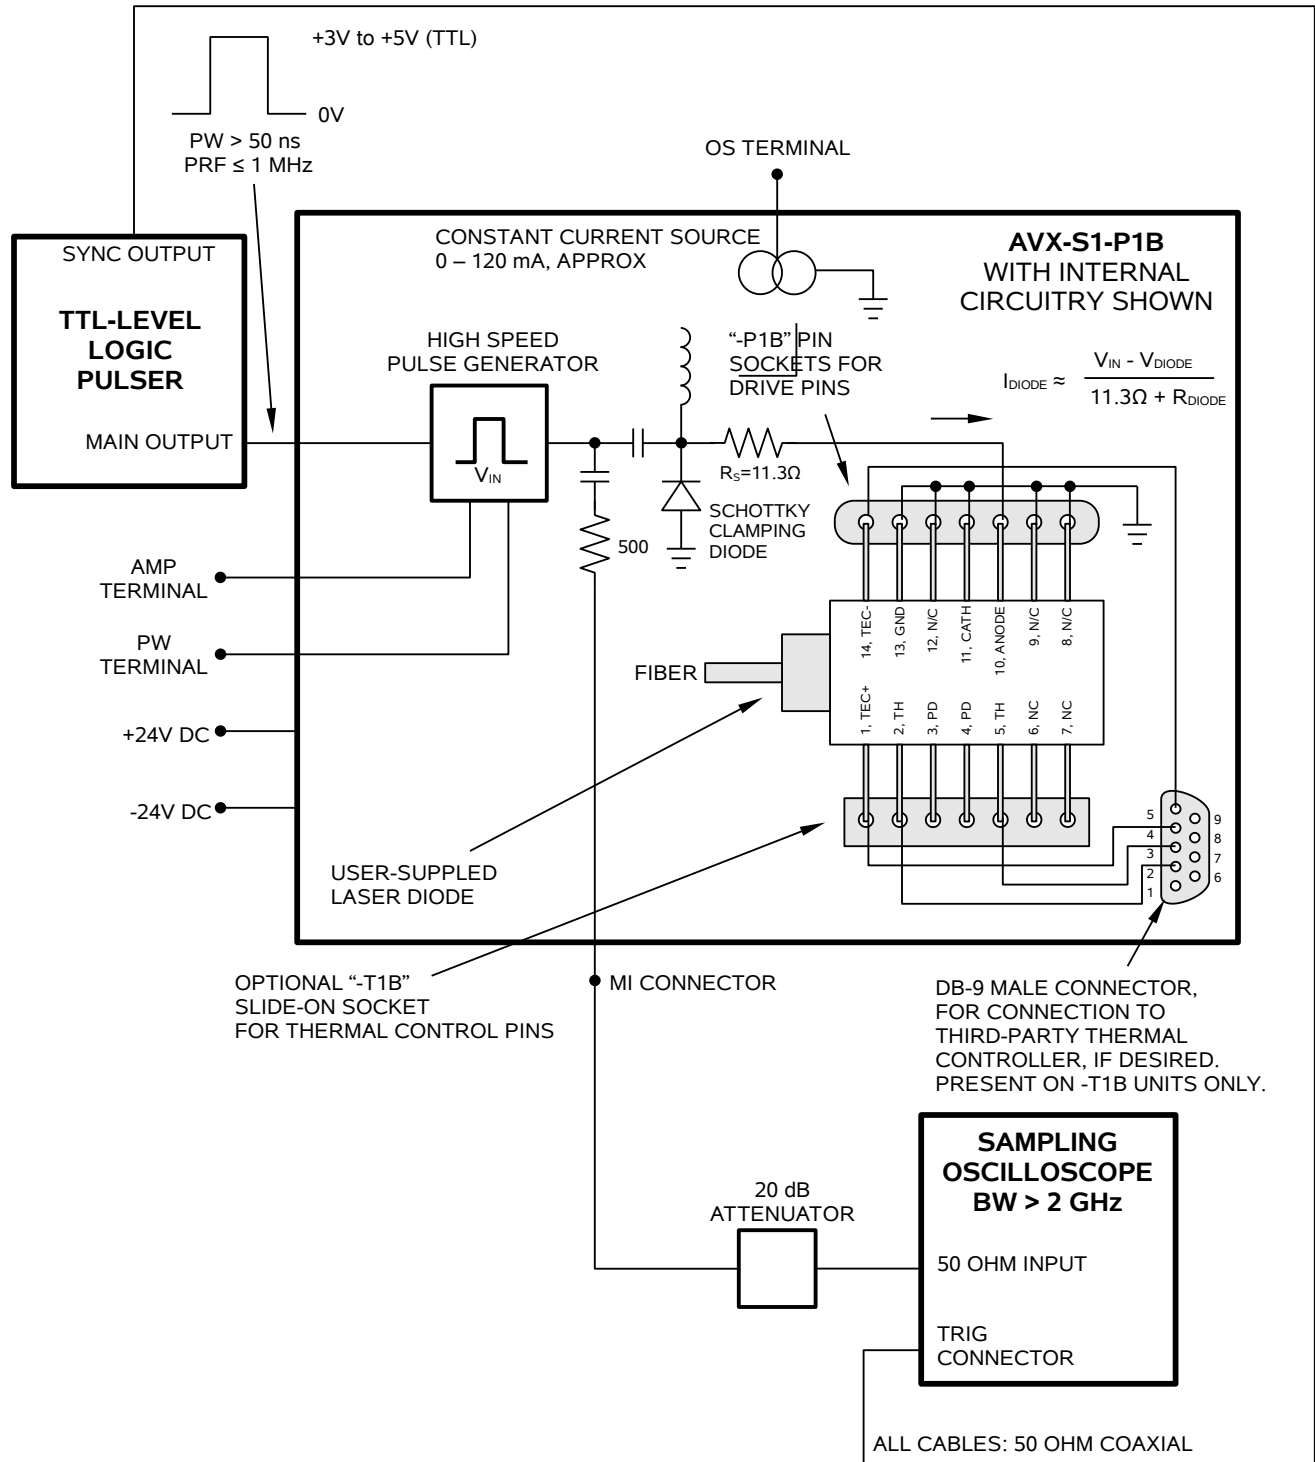 +3V to +5V (TTL)
0V
PW > 50 ns
PRF ≤ 1 MHz
OS TERMINAL
SYNC OUTPUT
TTL-LEVEL
LOGIC
PULSER
MAIN OUTPUT
CONSTANT CURRENT SOURCE
0 – 120 mA, APPROX
AVX-S1-P1B
WITH INTERNAL
CIRCUITRY SHOWN
HIGH SPEED
PULSE GENERATOR
VIN
"-P1B" PIN
SOCKETS FOR
DRIVE PINS
IDIODE ≈
VIN - VDIODE
11.3Ω + RDIODE
RS=11.3Ω
SCHOTTKY
CLAMPING
DIODE
500
AMP
TERMINAL
PW
TERMINAL
+24V DC
-24V DC
FIBER
14, TEC-
13, GND
12, N/C
11, CATH
10, ANODE
9, N/C
8, N/C
1, TEC+
2, TH
3, PD
4, PD
5, TH
6, NC
7, NC
5
4
3
2
1
9
8
7
6
USER-SUPPLED
LASER DIODE
OPTIONAL “-T1B”
SLIDE-ON SOCKET
FOR THERMAL CONTROL PINS
MI CONNECTOR
DB-9 MALE CONNECTOR,
FOR CONNECTION TO
THIRD-PARTY THERMAL
CONTROLLER, IF DESIRED.
PRESENT ON -T1B UNITS ONLY.
20 dB
ATTENUATOR
SAMPLING
OSCILLOSCOPE
BW > 2 GHz
50 OHM INPUT
TRIG
CONNECTOR
ALL CABLES: 50 OHM COAXIAL